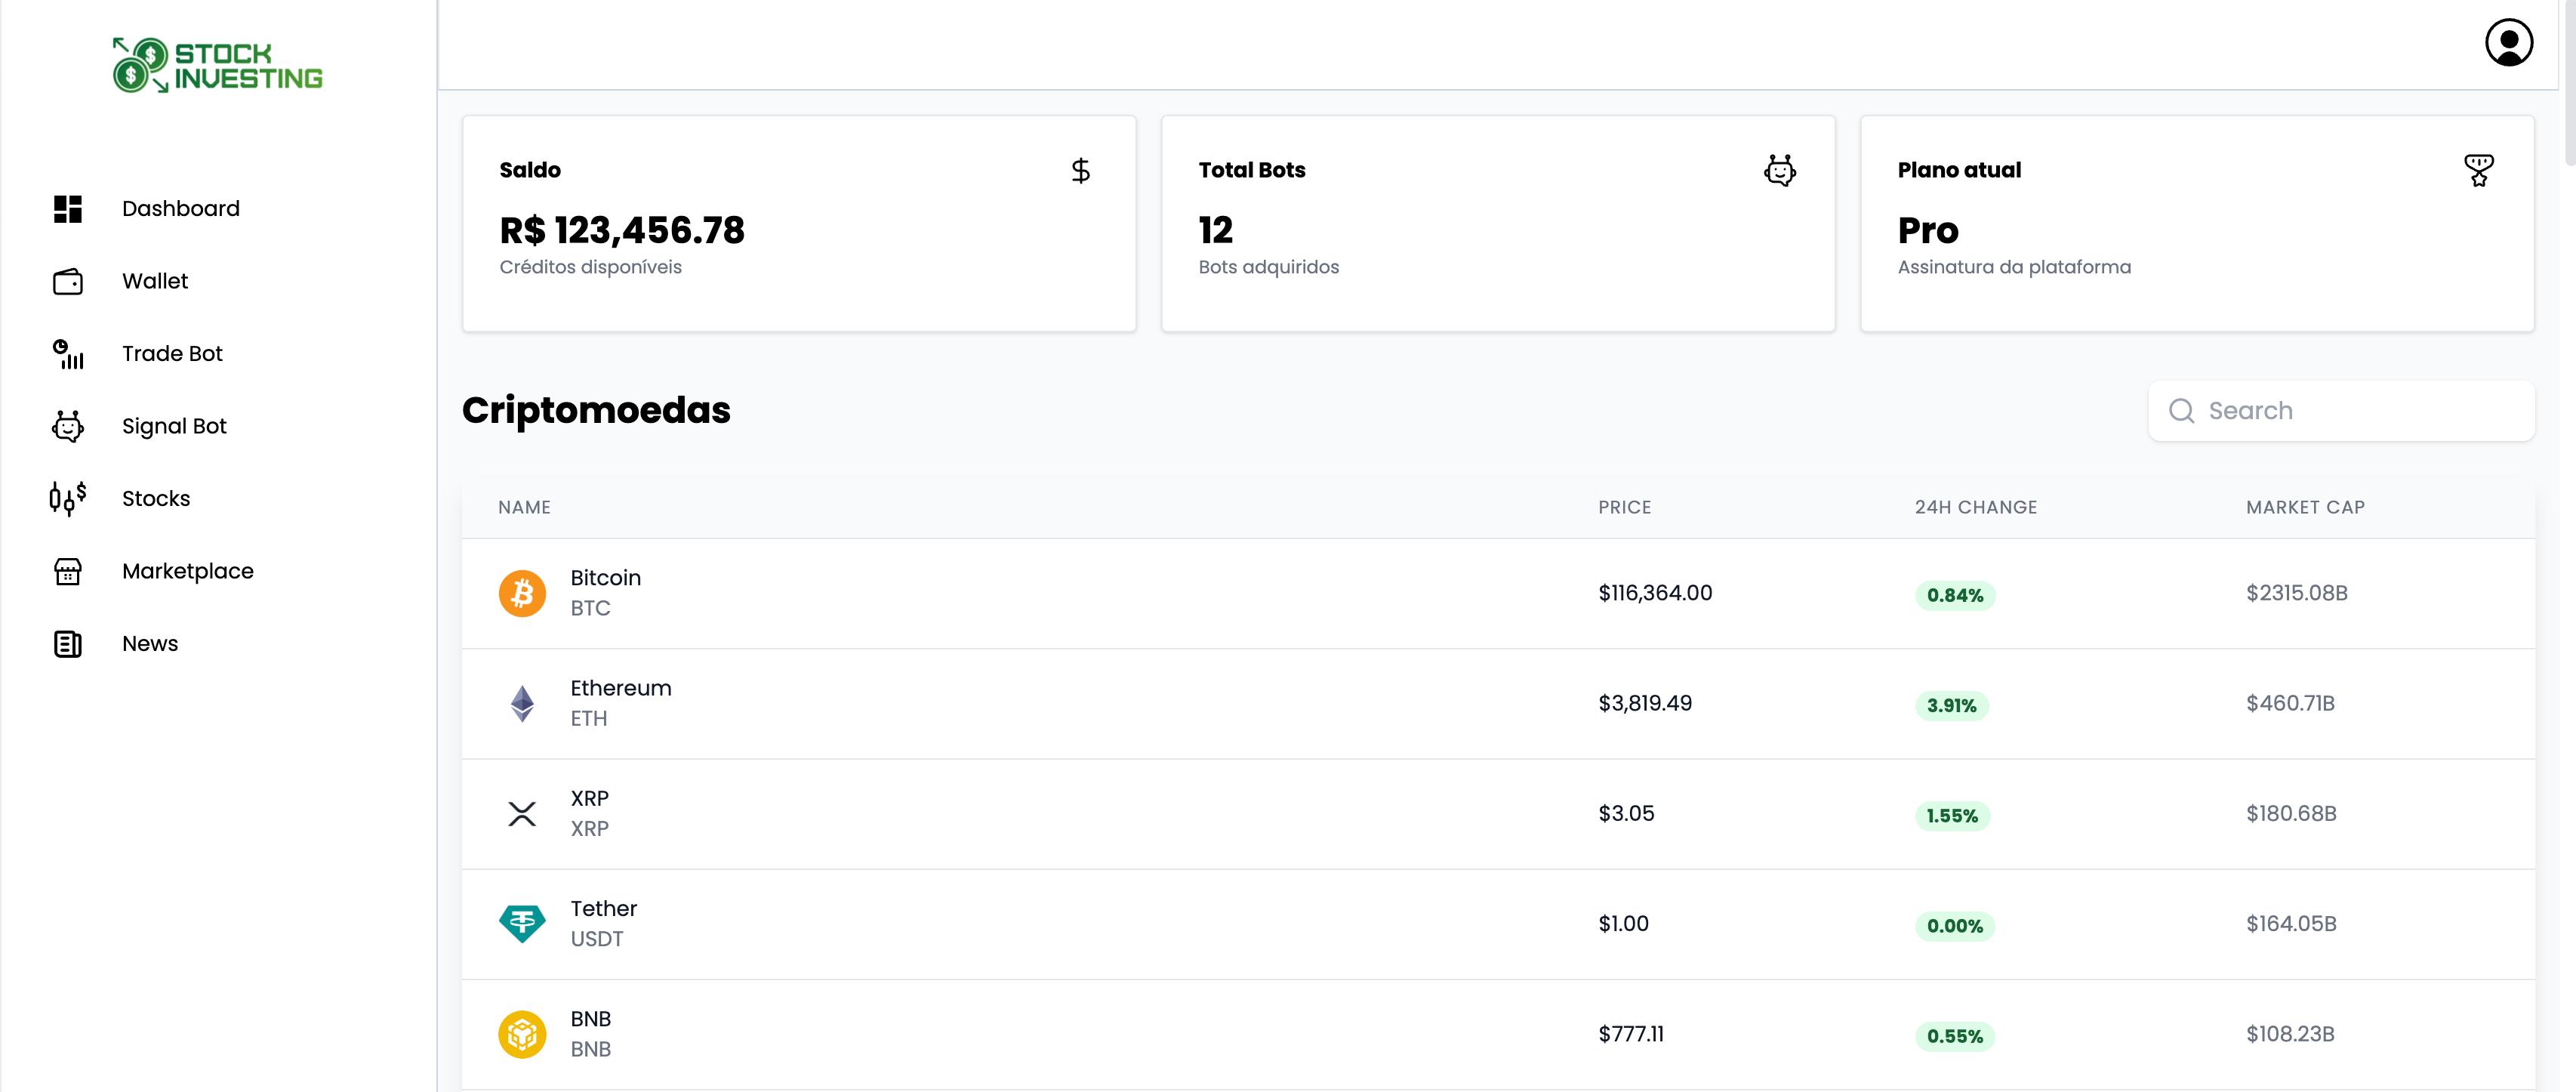 STOCK
INVESTING
Dashboard
Wallet
Trade Bot
Signal Bot
Stocks
Marketplace
News
Saldo
R$ 123,456.78
Créditos disponíveis
Total Bots
12
Bots adquiridos
Plano atual
Pro
Assinatura da plataforma
Criptomoedas
Search
NAME PRICE 24H CHANGE MARKET CAP
Bitcoin
BTC
$116,364.00 0.84% $2315.08B
Ethereum
ETH
$3,819.49 3.91% $460.71B
XRP
XRP
$3.05 1.55% $180.68B
Tether
USDT
$1.00 0.00% $164.05B
BNB
BNB
$777.11 0.55% $108.23B